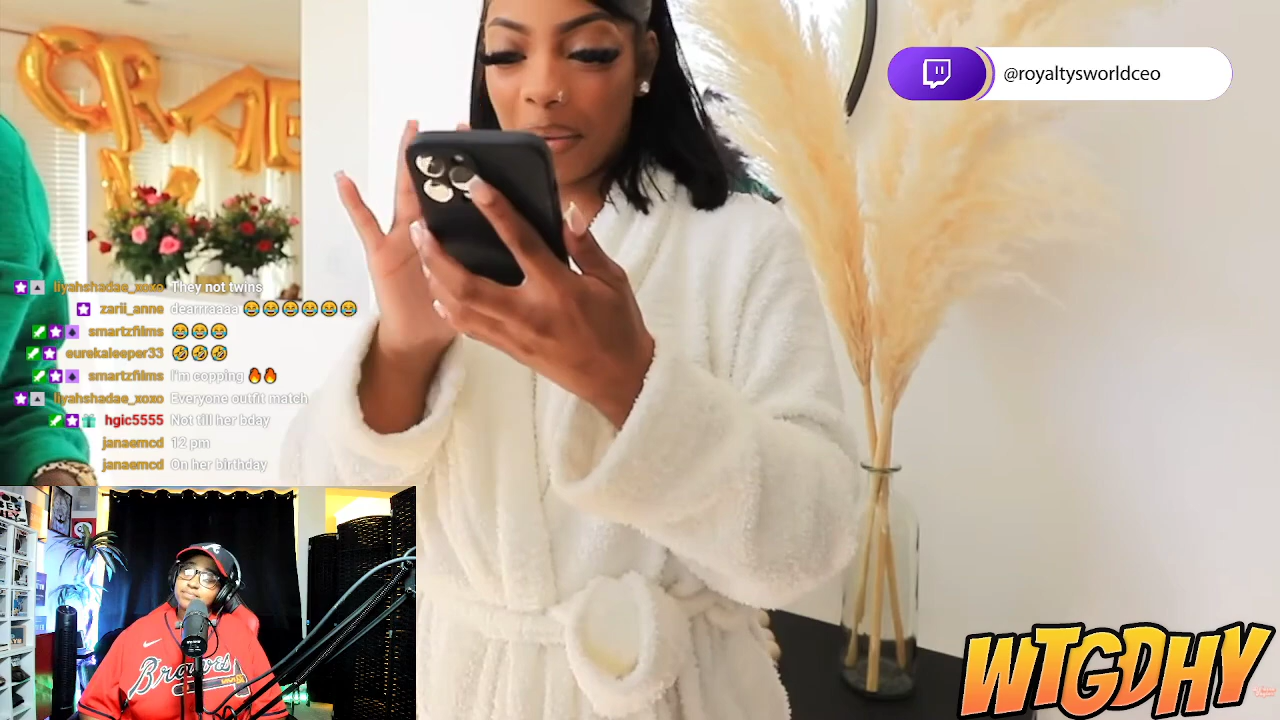 @royaltysworldceo
liyahshadae_xoxo They not twins
zarii_anne dearrraaaa 😂😂😂😂😂😂
smartzfilms 😂😂😂
eurekaleeper33 🤣🤣🤣
smartzfilms I'm copping 🔥🔥
liyahshadae_xoxo Everyone outfit match
hgic5555 Not till her bday
janaemcd 12 pm
janaemcd On her birthday
Braves
WTGDHY